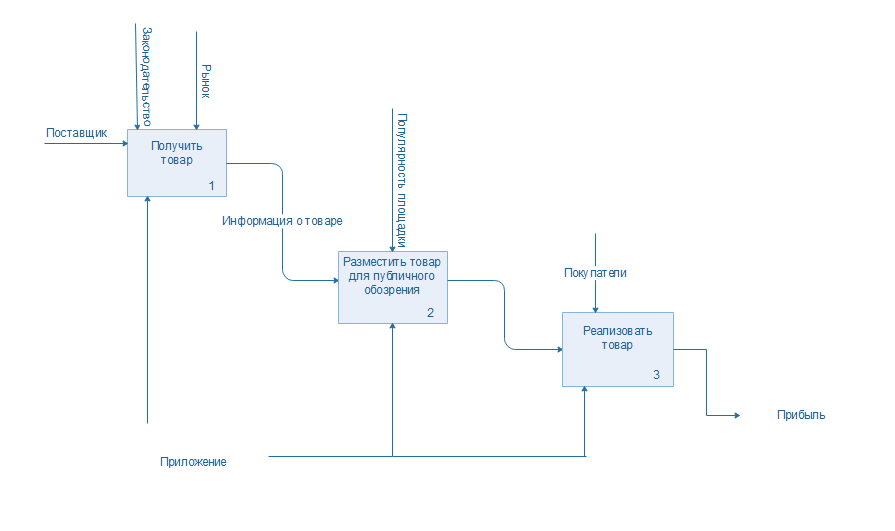 Законодательство
Рынок
Поставщик
Получить
товар
1
Популярность площадки
Информация о товаре
Разместить товар
для публичного
обозрения
2
Покупатели
Реализовать
товар
3
Прибыль
Приложение